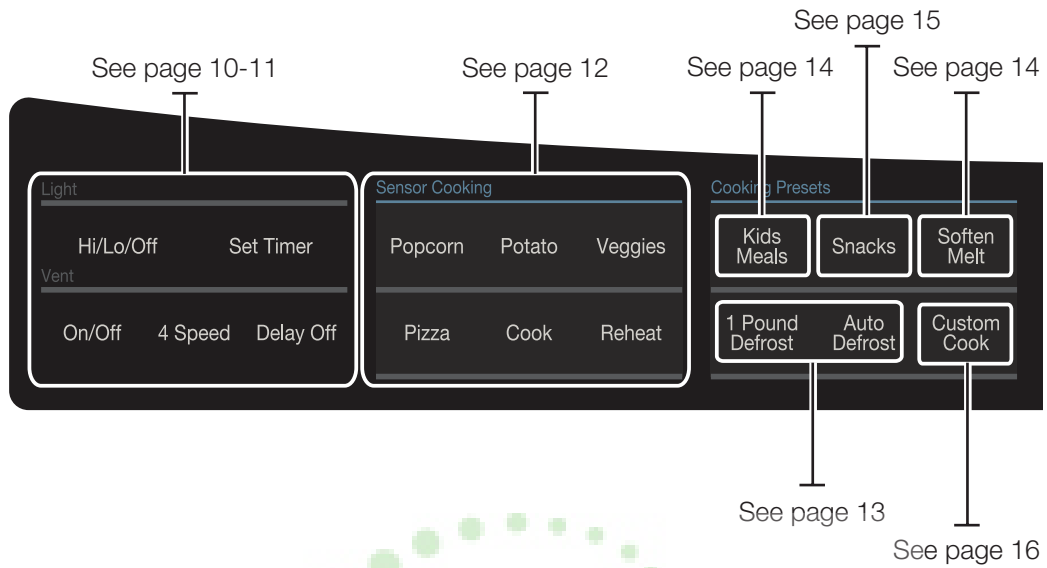 See page 15
See page 10-11
See page 12
See page 14
See page 14
Light
Hi/Lo/Off
Set Timer
Vent
On/Off
4 Speed
Delay Off
Sensor Cooking
Popcorn
Potato
Veggies
Pizza
Cook
Reheat
Cooking Presets
Kids
Meals
Snacks
Soften
Melt
1 Pound
Defrost
Auto
Defrost
Custom
Cook
See page 13
See page 16